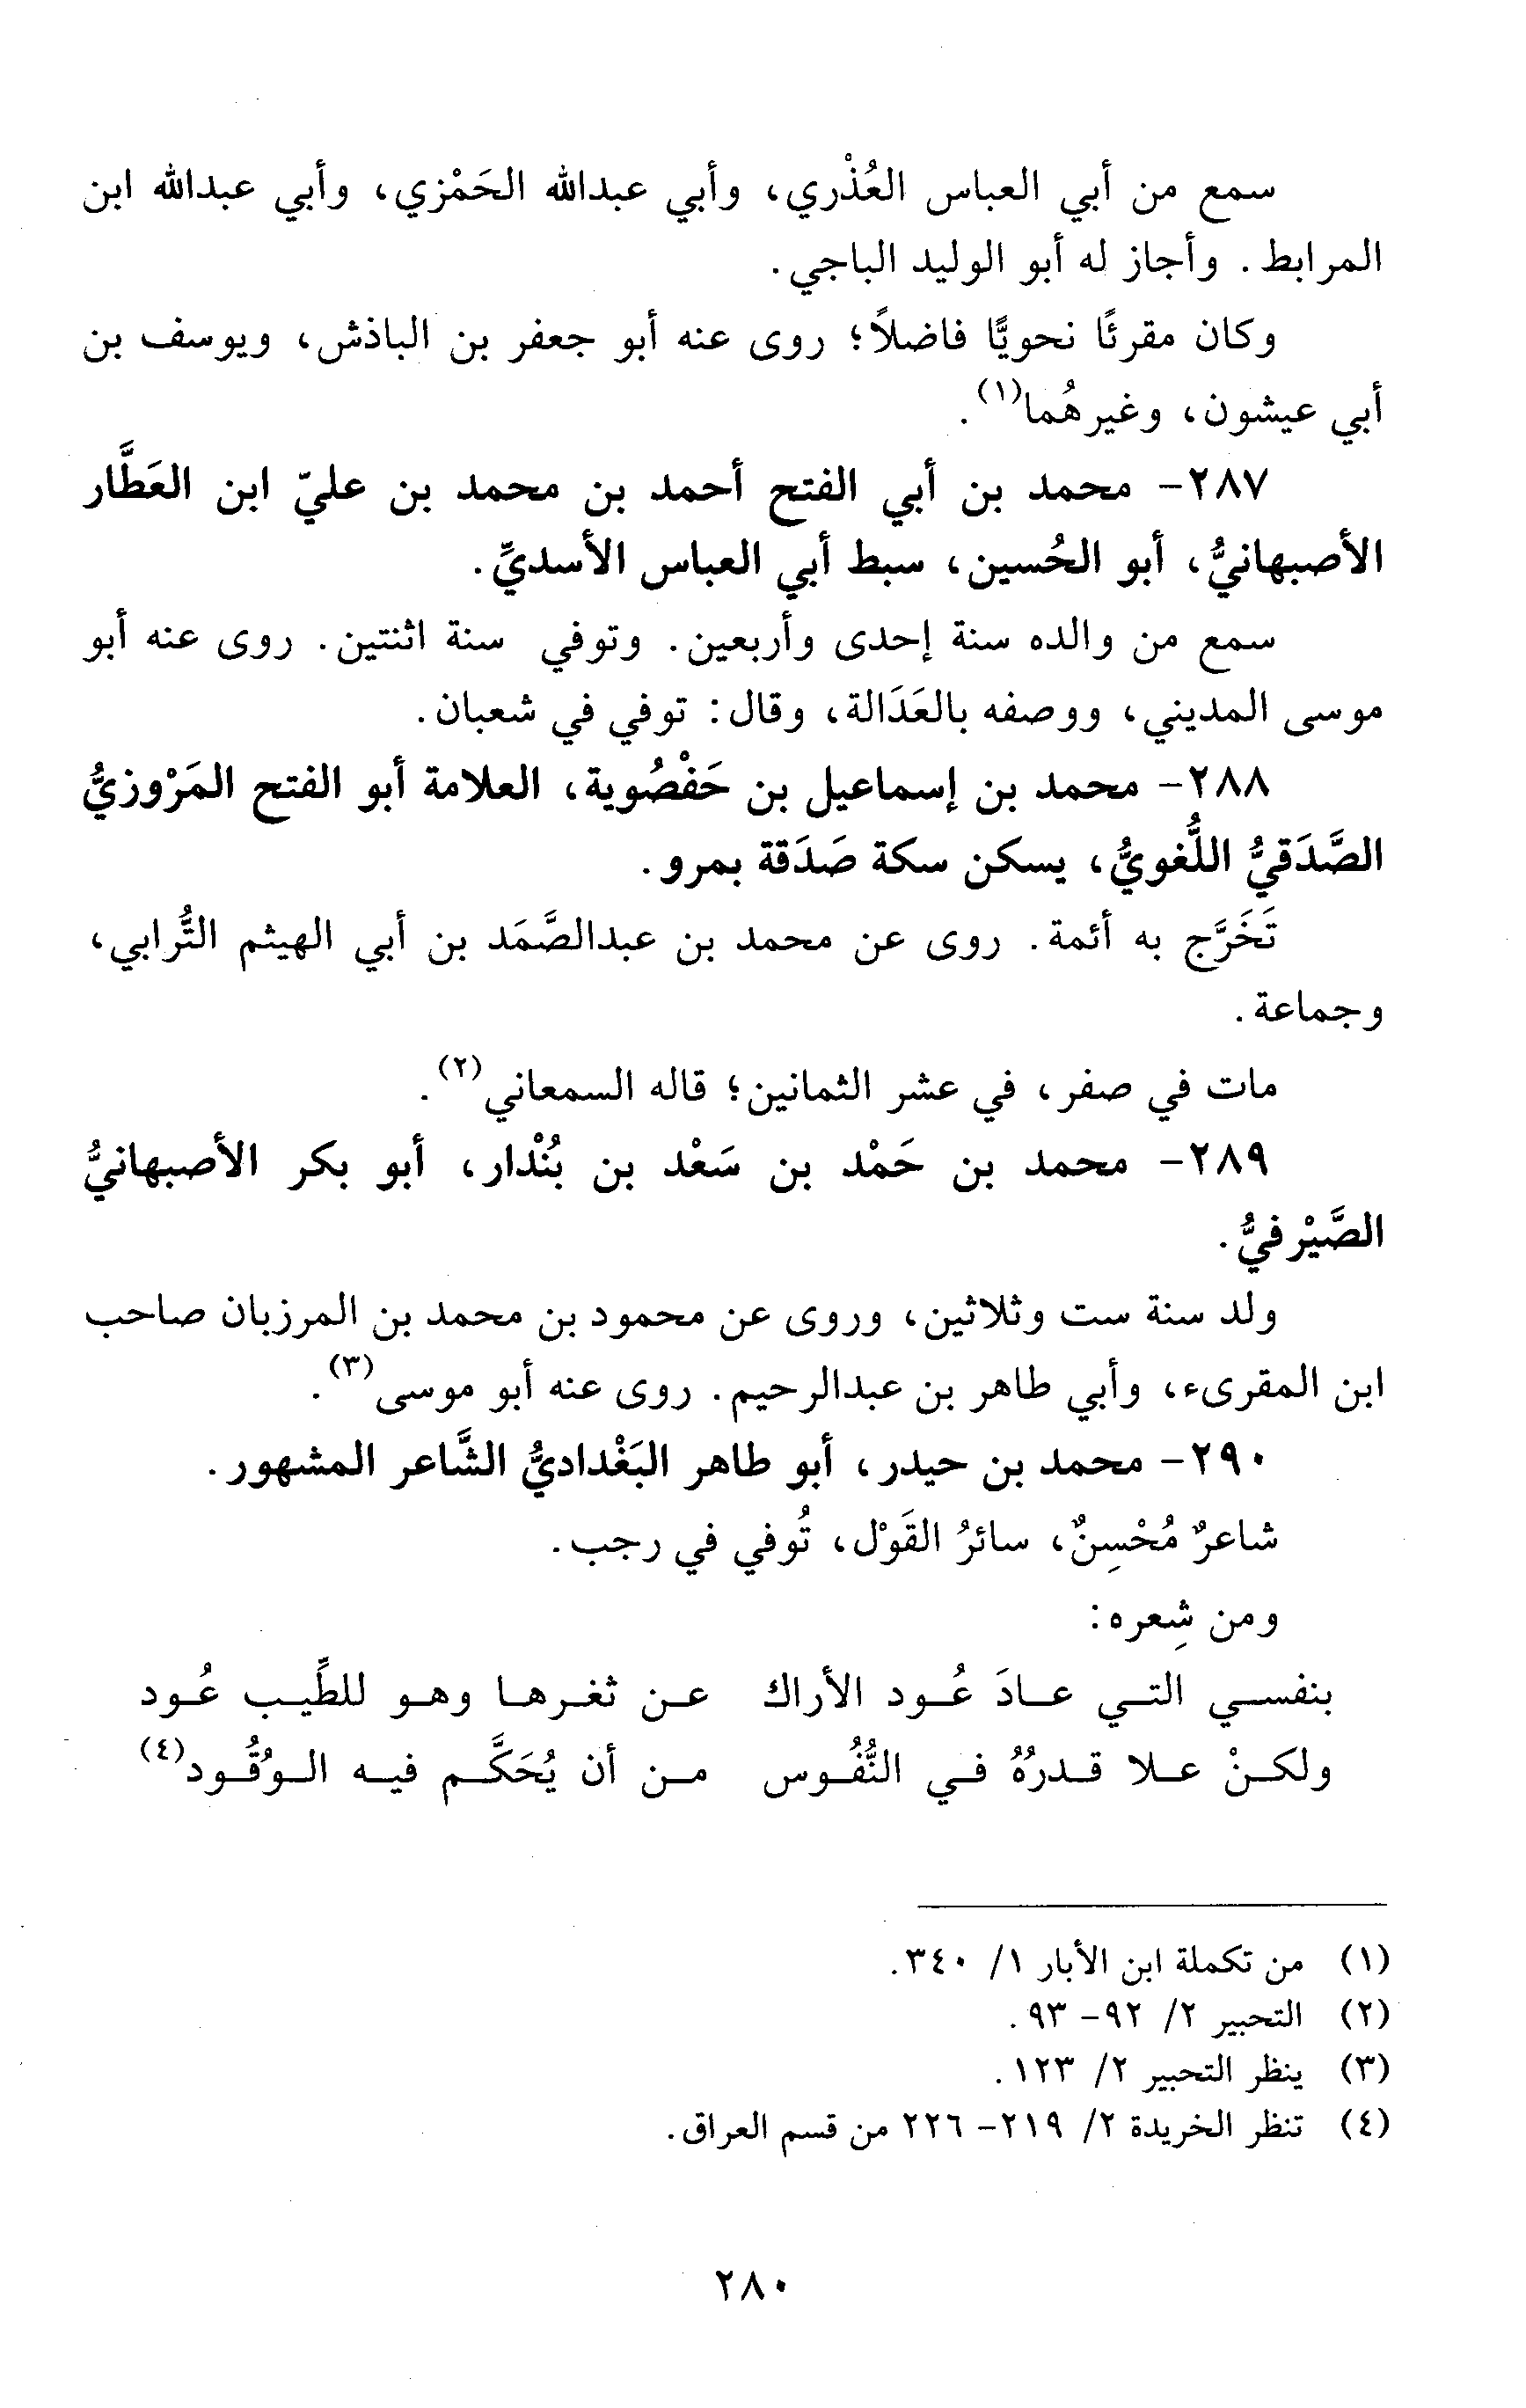 سمع من أبي العباس العُذْري، وأبي عبدالله الحَمْزي، وأبي عبدالله ابن
المرابط. وأجاز له أبو الوليد الباجي.
وكان مقرئًا نحويًّا فاضلاً؛ روى عنه أبو جعفر بن الباذش، ويوسف بن
أبي عيشون، وغيرهُما(١).
٢٨٧- محمد بن أبي الفتح أحمد بن محمد بن عليّ ابن العَطَّار
الأصبهانيُّ، أبو الحُسين، سبط أبي العباس الأسديِّ.
سمع من والده سنة إحدى وأربعين. وتوفي سنة اثنتين. روى عنه أبو
موسى المديني، ووصفه بالعَدَالة، وقال: توفي في شعبان.
٢٨٨- محمد بن إسماعيل بن حَفْصُوية، العلامة أبو الفتح المَرْوزيُّ
الصَّدَقيُّ اللُّغويُّ، يسكن سكة صَدَقة بمرو.
تَخَرَّج به أئمة. روى عن محمد بن عبدالصَّمَد بن أبي الهيثم التُّرابي،
وجماعة.
مات في صفر، في عشر الثمانين؛ قاله السمعاني(٢).
٢٨٩- محمد بن حَمْد بن سَعْد بن بُنْدار، أبو بكر الأصبهانيُّ
الصَّيْرفيُّ.
ولد سنة ست وثلاثين، وروى عن محمود بن محمد بن المرزبان صاحب
ابن المقرىء، وأبي طاهر بن عبدالرحيم. روى عنه أبو موسى(٣).
٢٩٠- محمد بن حيدر، أبو طاهر البَغْداديُّ الشَّاعر المشهور.
شاعرٌ مُحْسِنٌ، سائرُ القَوْل، تُوفي في رجب.
ومن شِعره:
بنفسي التي عادَ عُود الأراك عن ثغرها وهو للطِّيب عُود
ولكنْ علا قدرُهُ في النُّفُوس من أن يُحَكَّم فيه الوُقُود(٤)
(١) من تكملة ابن الأبار ١/ ٣٤٠.
(٢) التحبير ٢/ ٩٢- ٩٣.
(٣) ينظر التحبير ٢/ ١٢٣.
(٤) تنظر الخريدة ٢/ ٢١٩- ٢٢٦ من قسم العراق.
٢٨٠